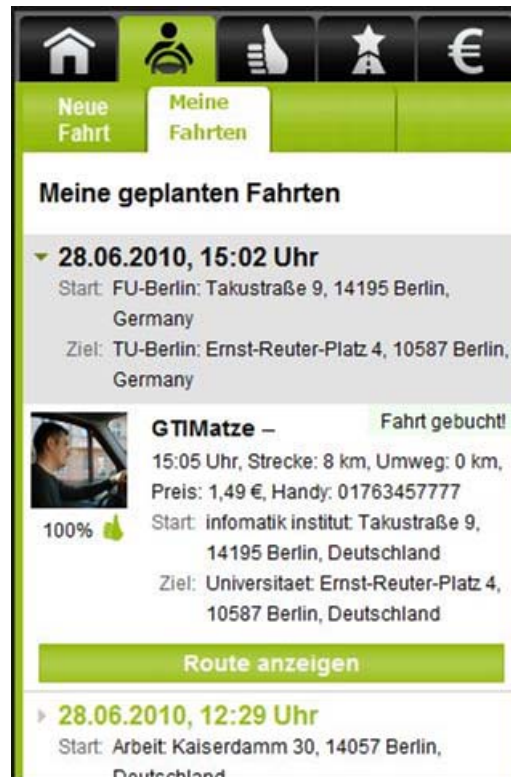 €
Neue
Fahrt
Meine
Fahrten
Meine geplanten Fahrten
28.06.2010, 15:02 Uhr
Start: FU-Berlin: Takustraße 9, 14195 Berlin,
Germany
Ziel: TU-Berlin: Ernst-Reuter-Platz 4, 10587 Berlin,
Germany
GTIMatze –
Fahrt gebucht!
15:05 Uhr, Strecke: 8 km, Umweg: 0 km,
Preis: 1,49 €, Handy: 01763457777
100%
Start: infomatik institut: Takustraße 9,
14195 Berlin, Deutschland
Ziel: Universitaet: Ernst-Reuter-Platz 4,
10587 Berlin, Deutschland
Route anzeigen
28.06.2010, 12:29 Uhr
Start: Arbeit: Kaiserdamm 30, 14057 Berlin,
Deutschland